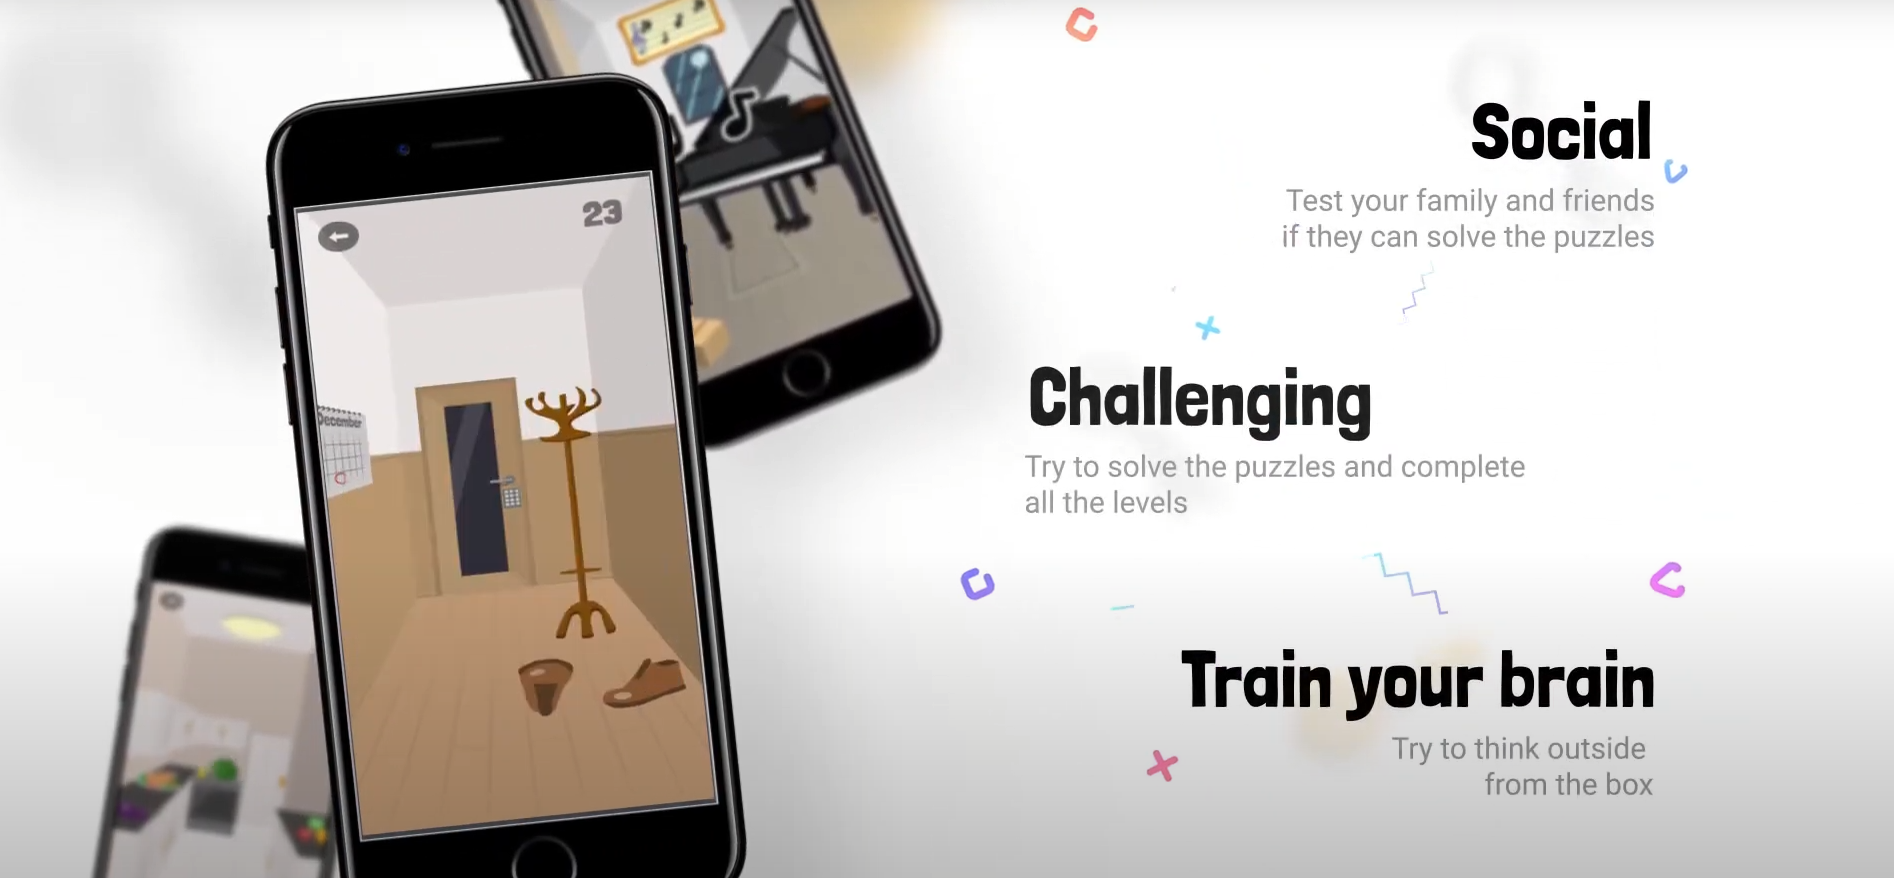 23
December
Social
Test your family and friends
if they can solve the puzzles
Challenging
Try to solve the puzzles and complete
all the levels
Train your brain
Try to think outside
from the box